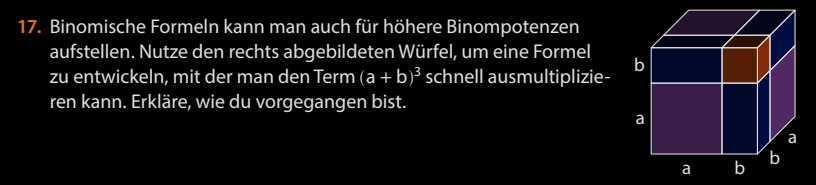 17. Binomische Formeln kann man auch für höhere Binompotenzen
aufstellen. Nutze den rechts abgebildeten Würfel, um eine Formel
zu entwickeln, mit der man den Term (a + b)³ schnell ausmultiplizie-
ren kann. Erkläre, wie du vorgegangen bist.
b
a
a
b
b
a